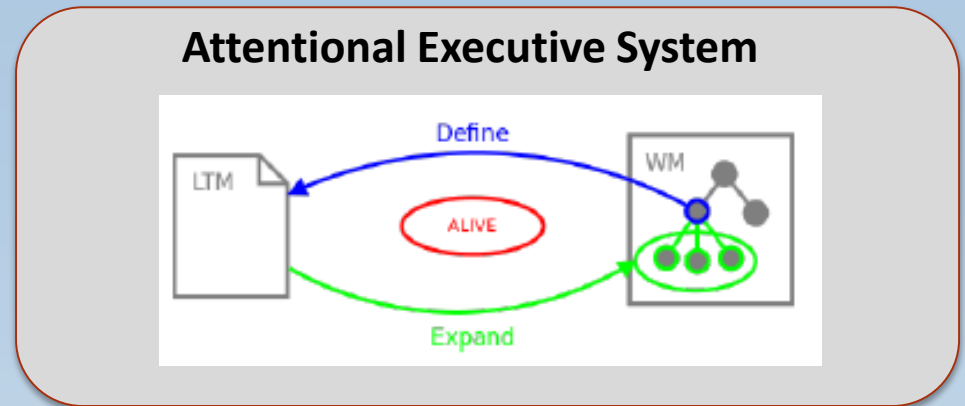 Attentional Executive System
Define
LTM
WM
ALIVE
Expand